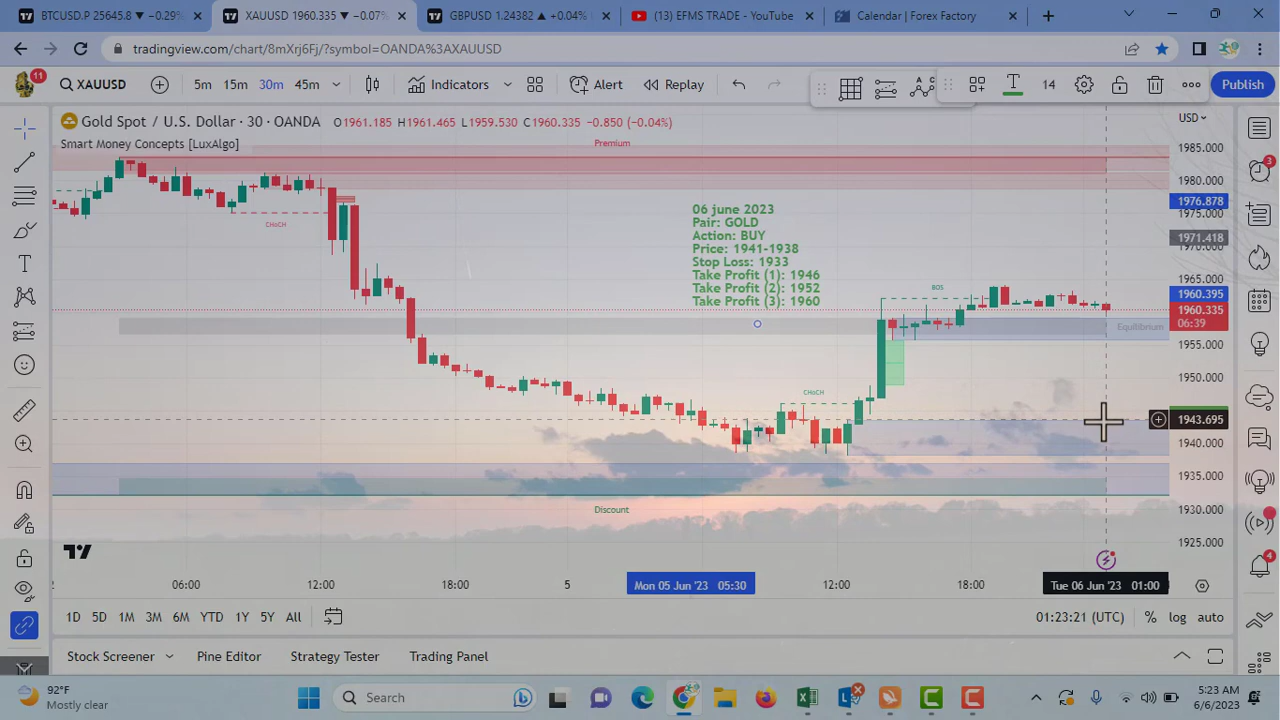 BTCUSD.P 25645.8 ▼ −0.29%
XAUUSD 1960.335 ▼ −0.07%
GBPUSD 1.24382 ▲ +0.04%
(13) EFMS TRADE - YouTube
Calendar | Forex Factory
tradingview.com/chart/8mXrj6Fj/?symbol=OANDA%3AXAUUSD
11
XAUUSD
5m 15m 30m 45m
Indicators
Alert
Replay
14
Publish
Gold Spot / U.S. Dollar · 30 · OANDA O1961.185 H1961.465 L1959.530 C1960.335 −0.850 (−0.04%)
USD
Smart Money Concepts [LuxAlgo]
Premium
1985.000
1980.000
3
1976.878
1975.000
CHoCH
06 june 2023
Pair: GOLD
Action: BUY
Price: 1941-1938
Stop Loss: 1933
Take Profit (1): 1946
Take Profit (2): 1952
Take Profit (3): 1960
1971.418
1970.000
1965.000
BOS
1960.395
1960.335
06:39
Equilibrium
1955.000
1950.000
CHoCH
1943.695
1940.000
1935.000
Discount
1930.000
1925.000
4
2
06:00
12:00
18:00
5
Mon 05 Jun '23 05:30
12:00
18:00
Tue 06 Jun '23 01:00
1D 5D 1M 3M 6M YTD 1Y 5Y All
01:23:21 (UTC)
% log auto
Stock Screener
Pine Editor
Strategy Tester
Trading Panel
92°F
Mostly clear
Search
5:23 AM
6/6/2023